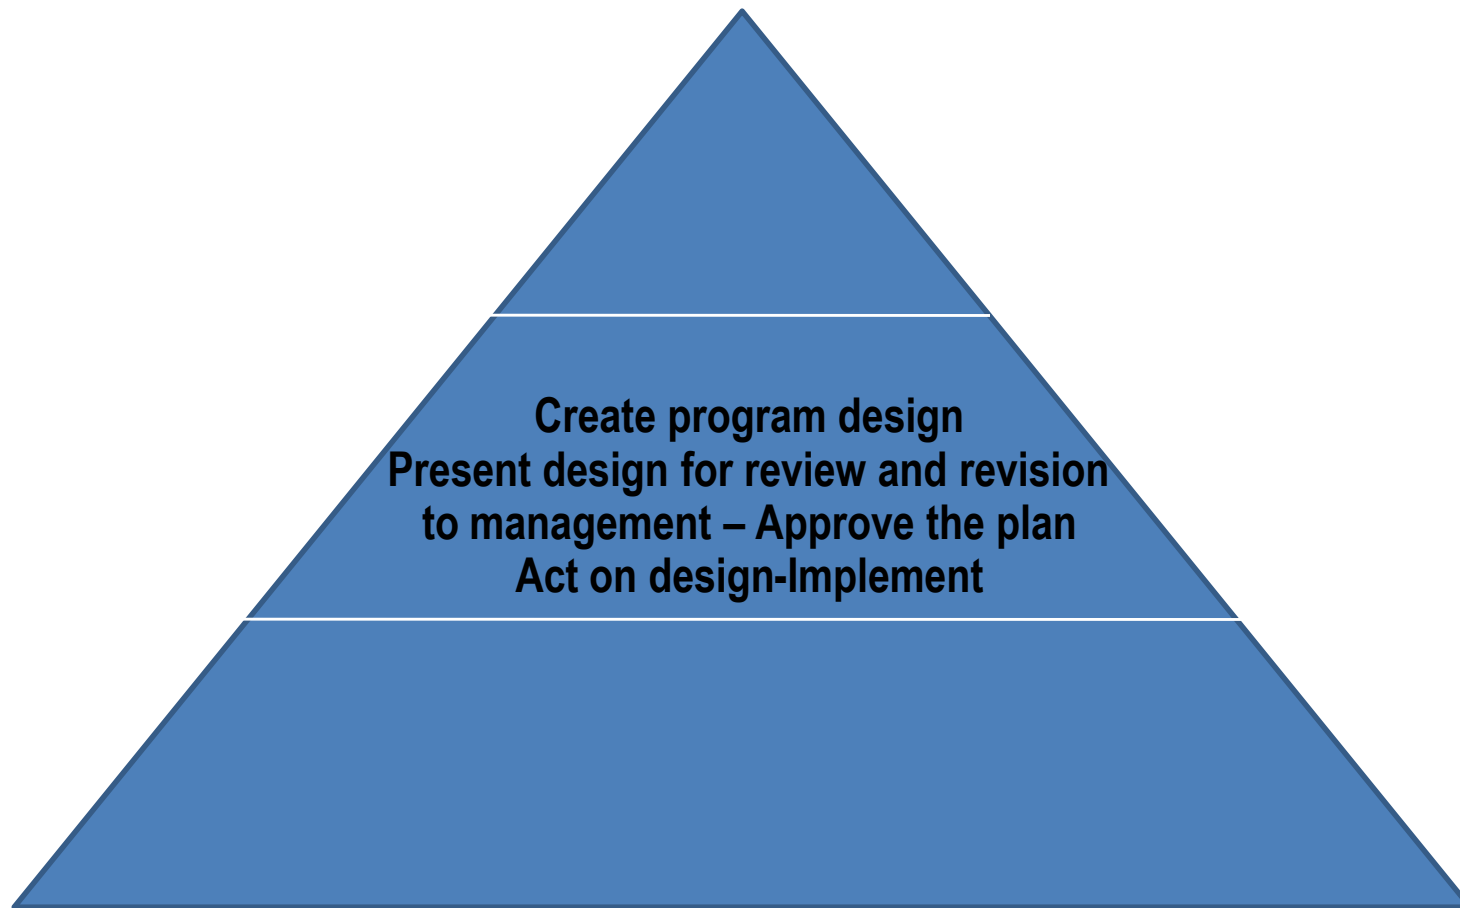 Create program design
Present design for review and revision
to management – Approve the plan
Act on design-Implement